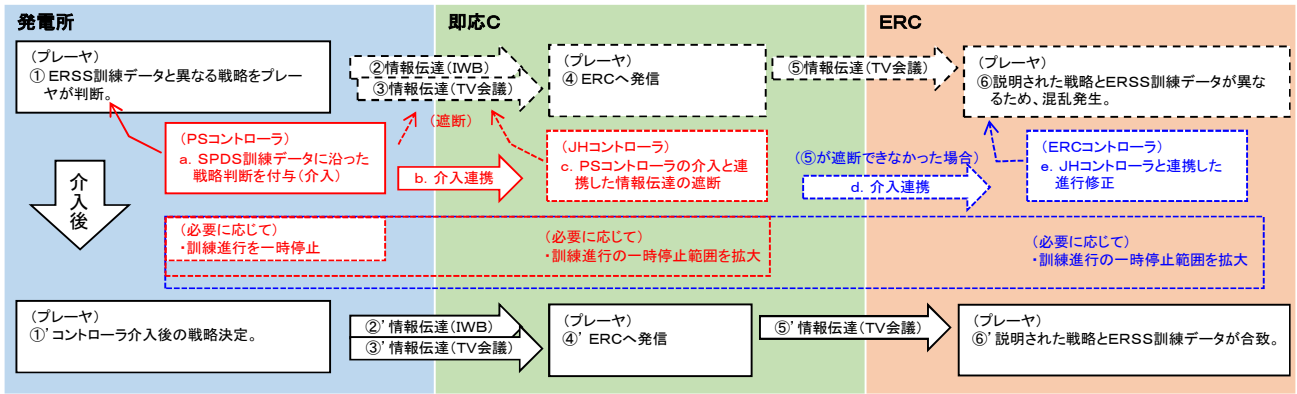 発電所
即応C
ERC
(プレーヤ)
① ERSS訓練データと異なる戦略をプレー
ヤが判断。
②情報伝達(IWB)
③情報伝達(TV会議)
(プレーヤ)
④ ERCへ発信
⑤情報伝達(TV会議)
(プレーヤ)
⑥説明された戦略とERSS訓練データが異な
るため、混乱発生。
(遮断)
(PSコントローラ)
a. SPDS訓練データに沿った
戦略判断を付与(介入)
b. 介入連携
(JHコントローラ)
c. PSコントローラの介入と連
携した情報伝達の遮断
(⑤が遮断できなかった場合)
d. 介入連携
(ERCコントローラ)
e. JHコントローラと連携した
進行修正
介入後
(必要に応じて)
・訓練進行を一時停止
(必要に応じて)
・訓練進行の一時停止範囲を拡大
(必要に応じて)
・訓練進行の一時停止範囲を拡大
(プレーヤ)
①’コントローラ介入後の戦略決定。
②’情報伝達(IWB)
③’情報伝達(TV会議)
(プレーヤ)
④’ERCへ発信
⑤’情報伝達(TV会議)
(プレーヤ)
⑥’説明された戦略とERSS訓練データが合致。